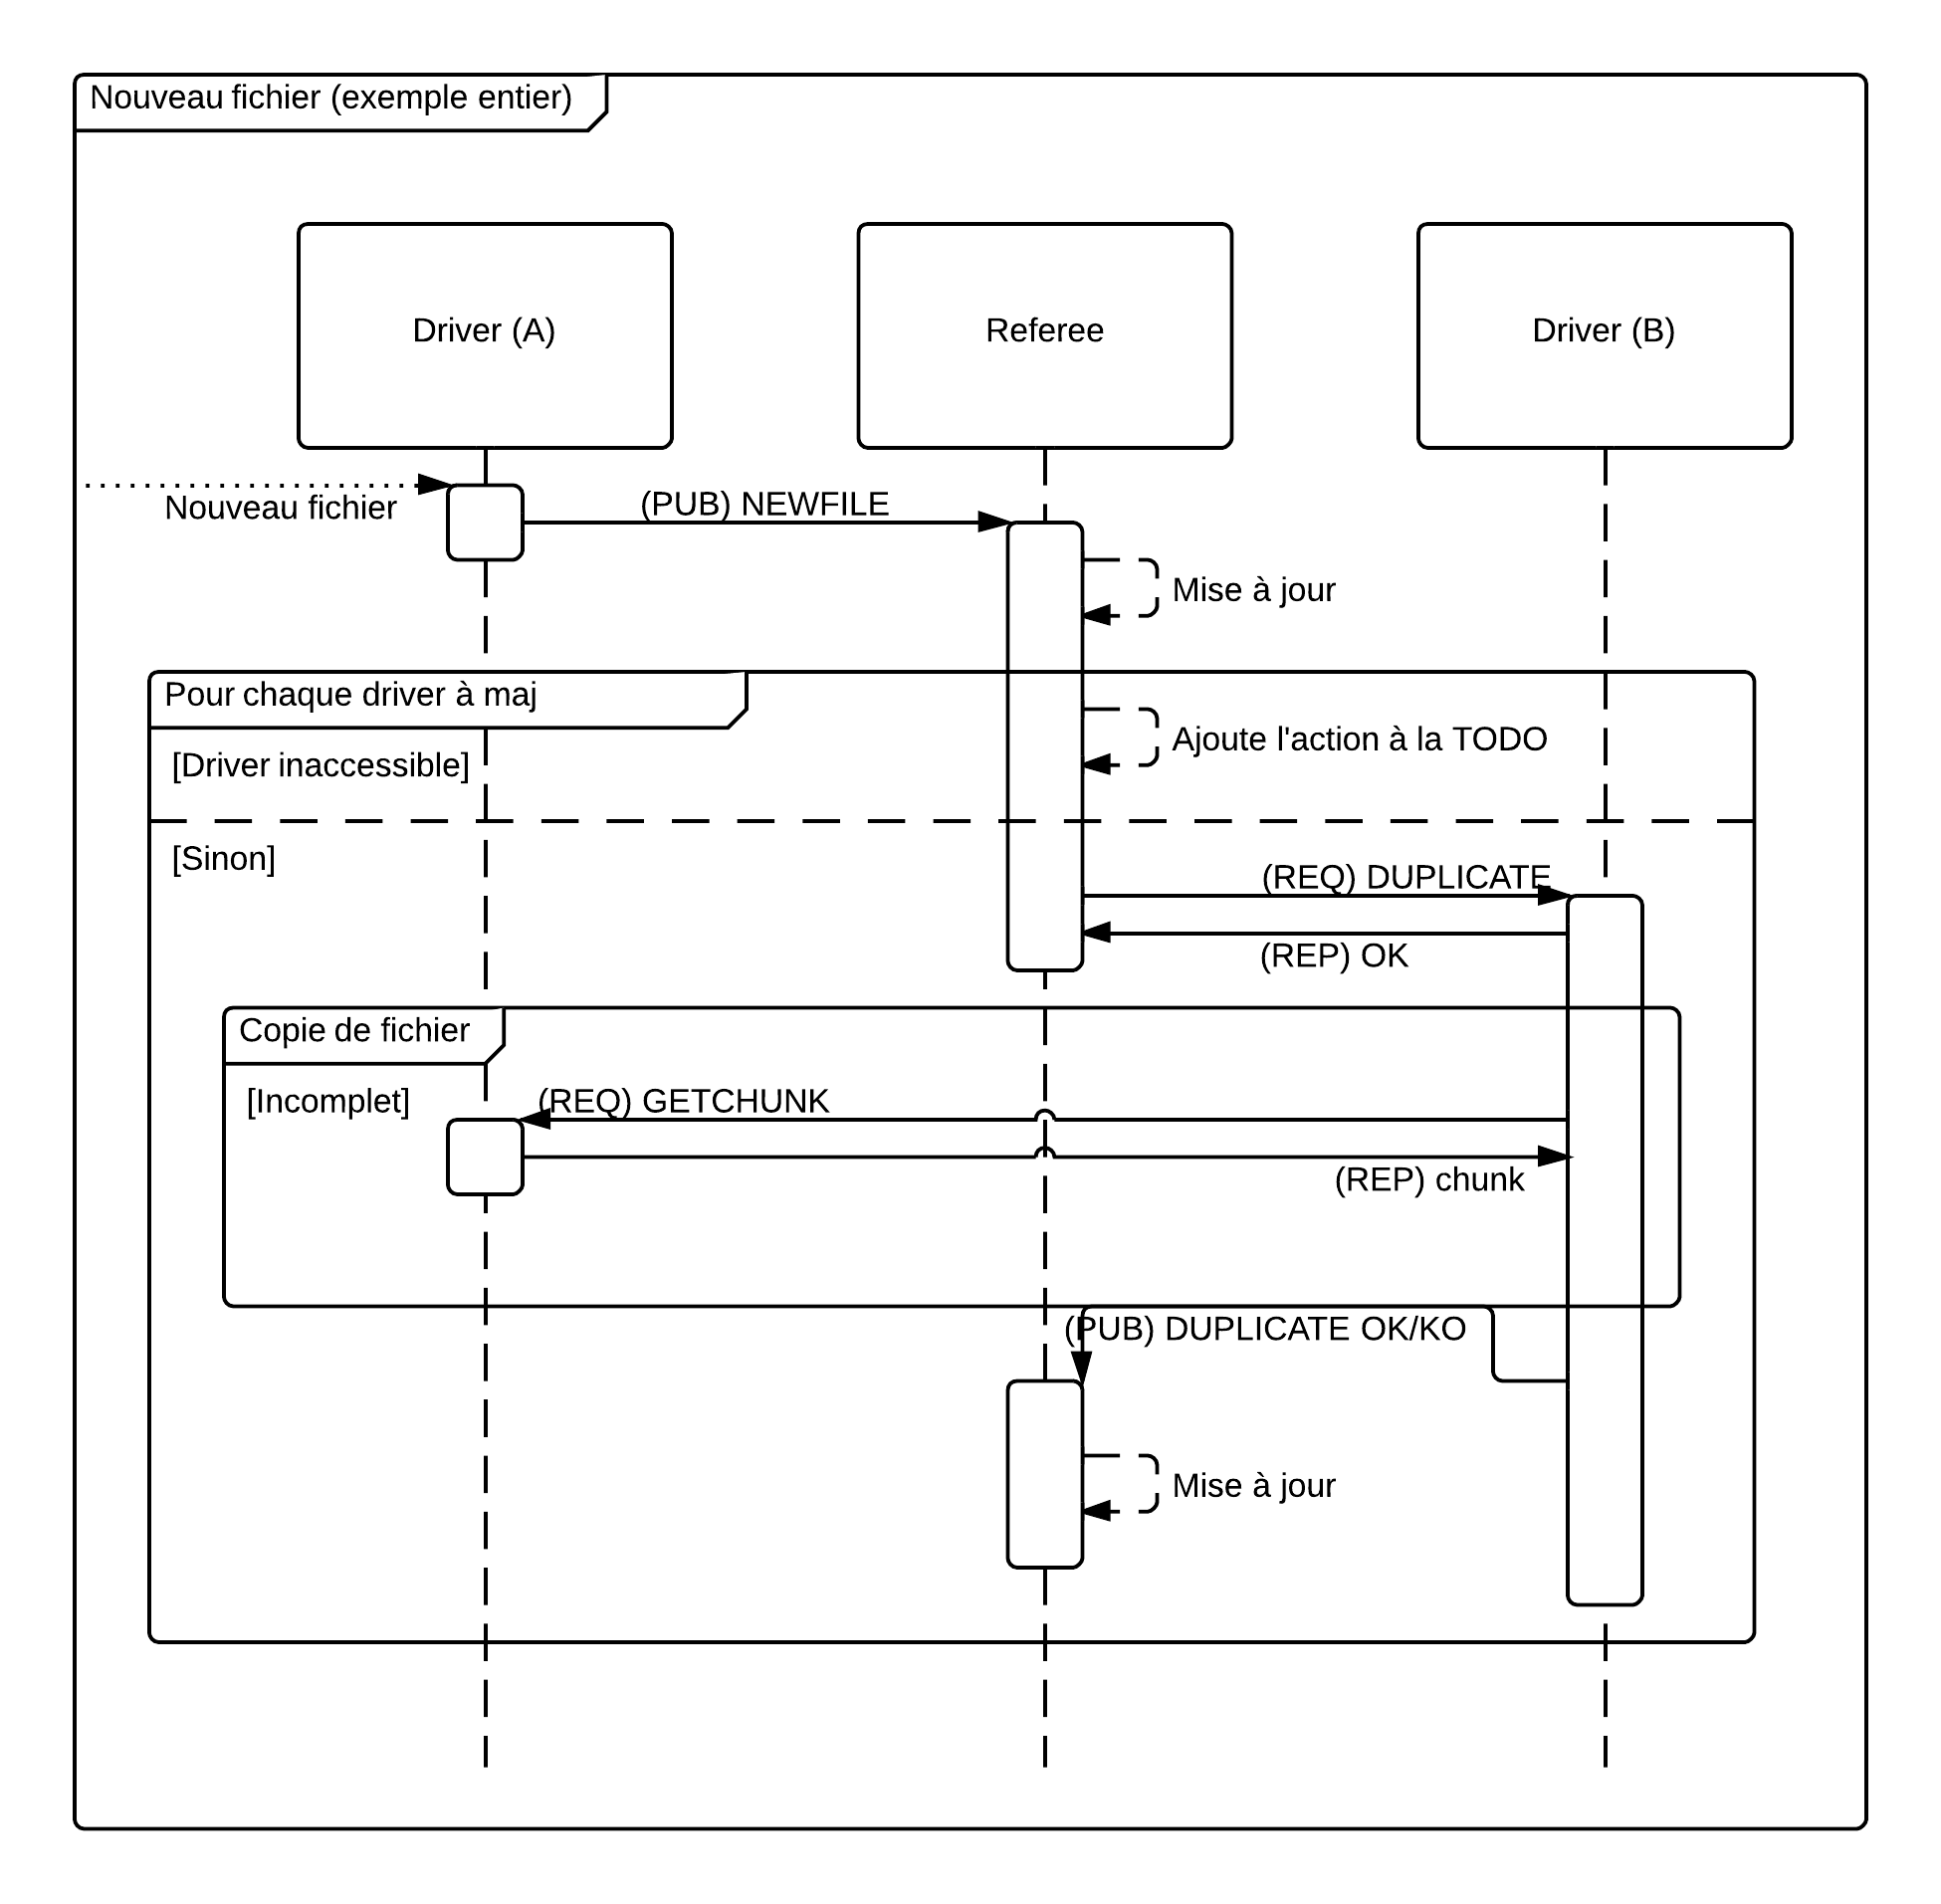 Nouveau fichier (exemple entier)
Driver (A)
Referee
Driver (B)
Nouveau fichier
(PUB) NEWFILE
Mise à jour
Pour chaque driver à maj
Ajoute l'action à la TODO
[Driver inaccessible]
[Sinon]
(REQ) DUPLICATE
(REP) OK
Copie de fichier
[Incomplet]
(REQ) GETCHUNK
(REP) chunk
(PUB) DUPLICATE OK/KO
Mise à jour